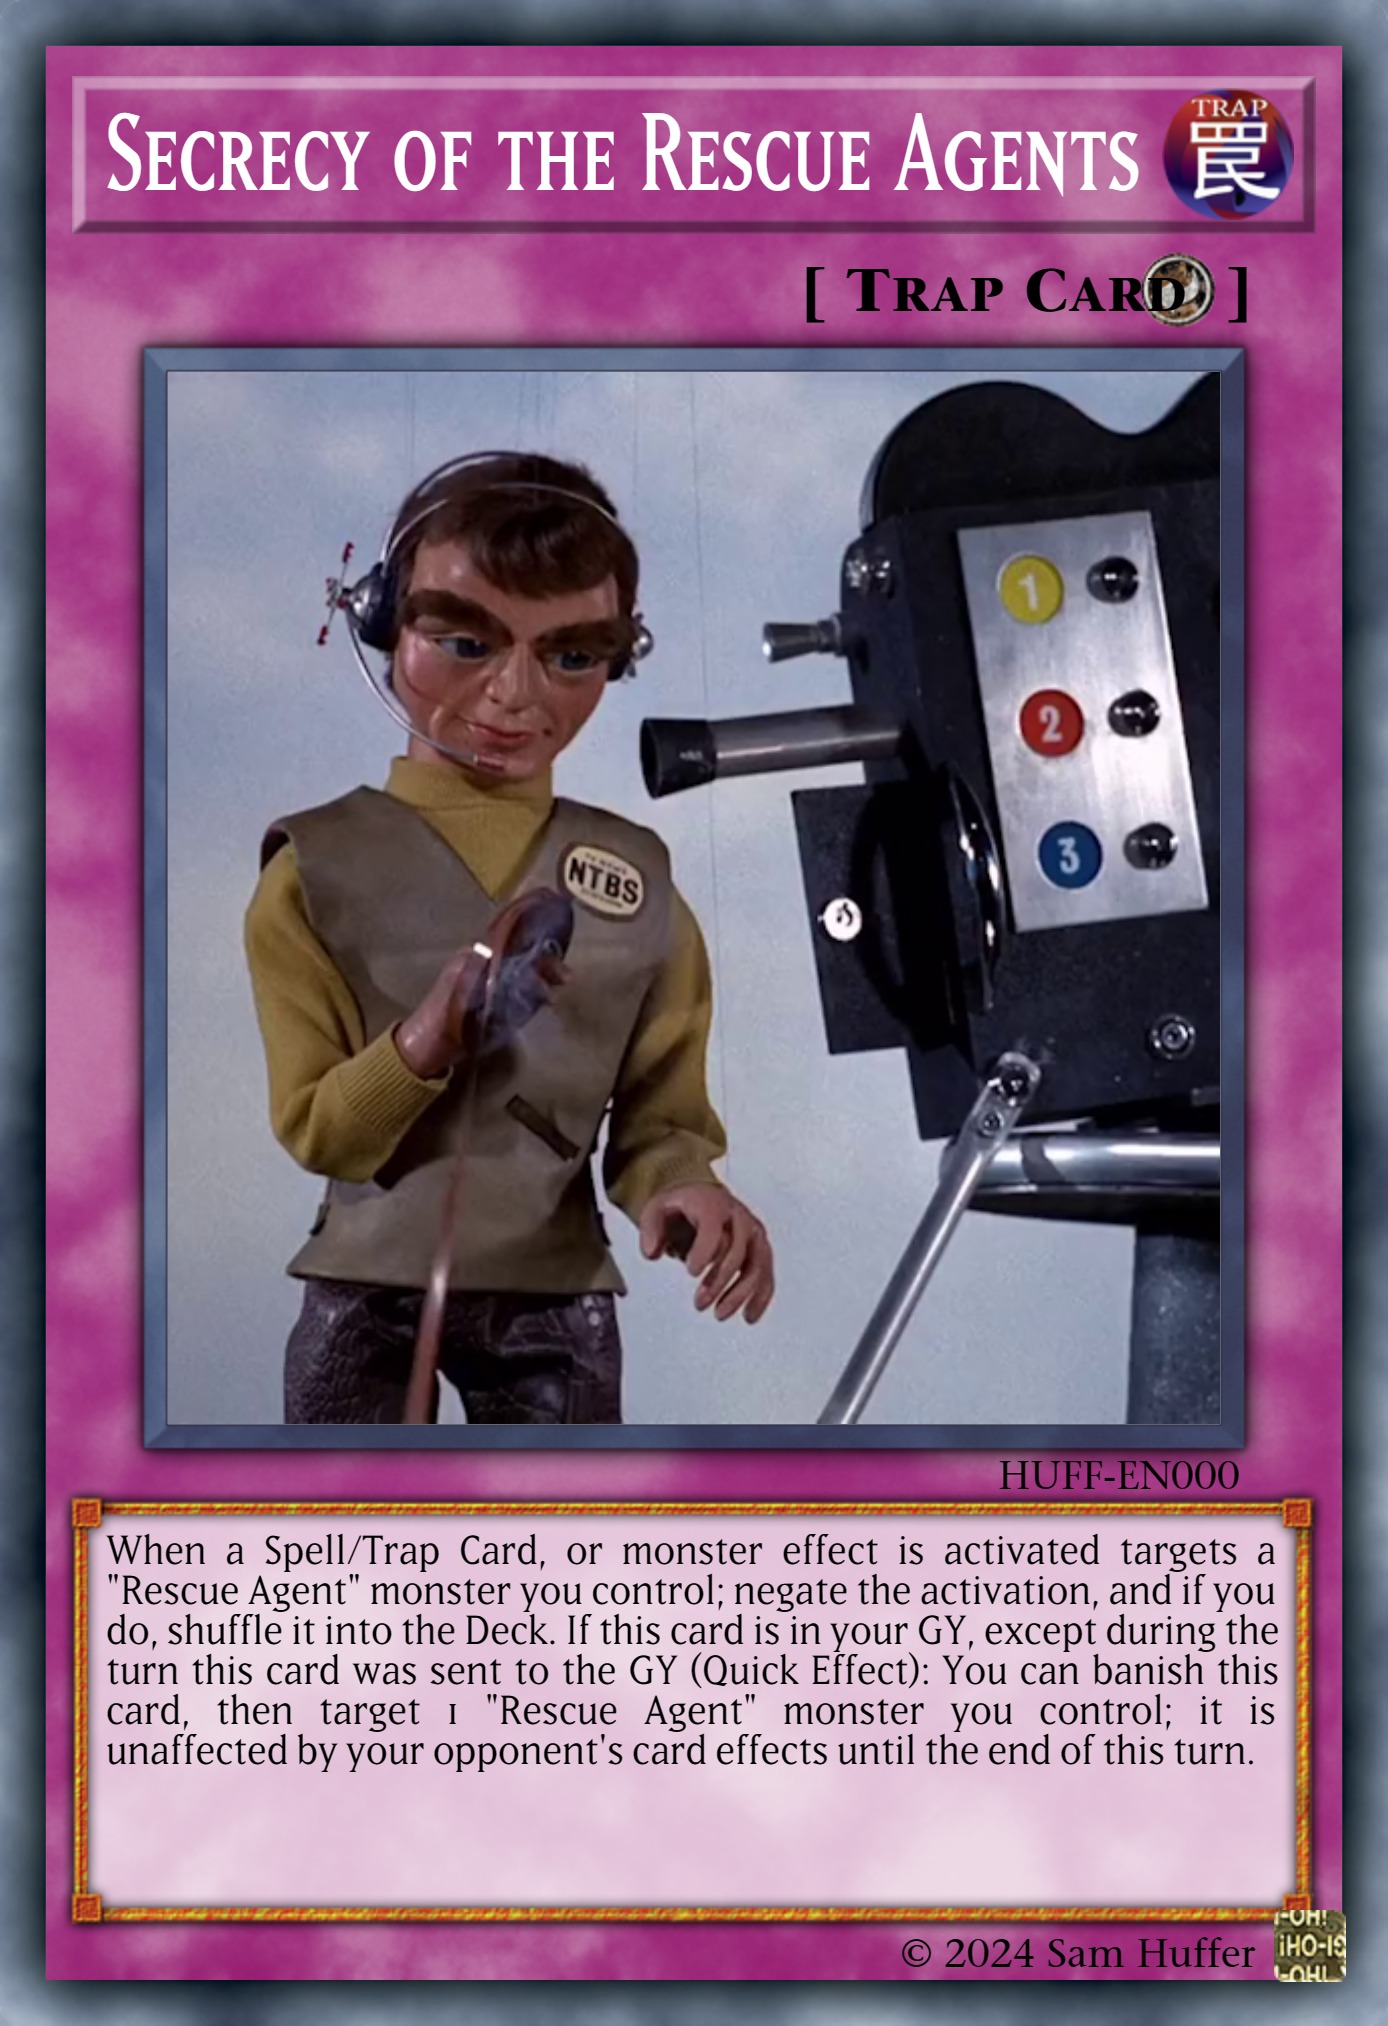 SECRECY OF THE RESCUE AGENTS
TRAP
罠
[ TRAP CARD ]
1
2
3
NTBS
HUFF-EN000
When a Spell/Trap Card, or monster effect is activated targets a
"Rescue Agent" monster you control; negate the activation, and if you
do, shuffle it into the Deck. If this card is in your GY, except during the
turn this card was sent to the GY (Quick Effect): You can banish this
card, then target 1 "Rescue Agent" monster you control; it is
unaffected by your opponent's card effects until the end of this turn.
© 2024 Sam Huffer
-OH!
iHO-IS
-OH!